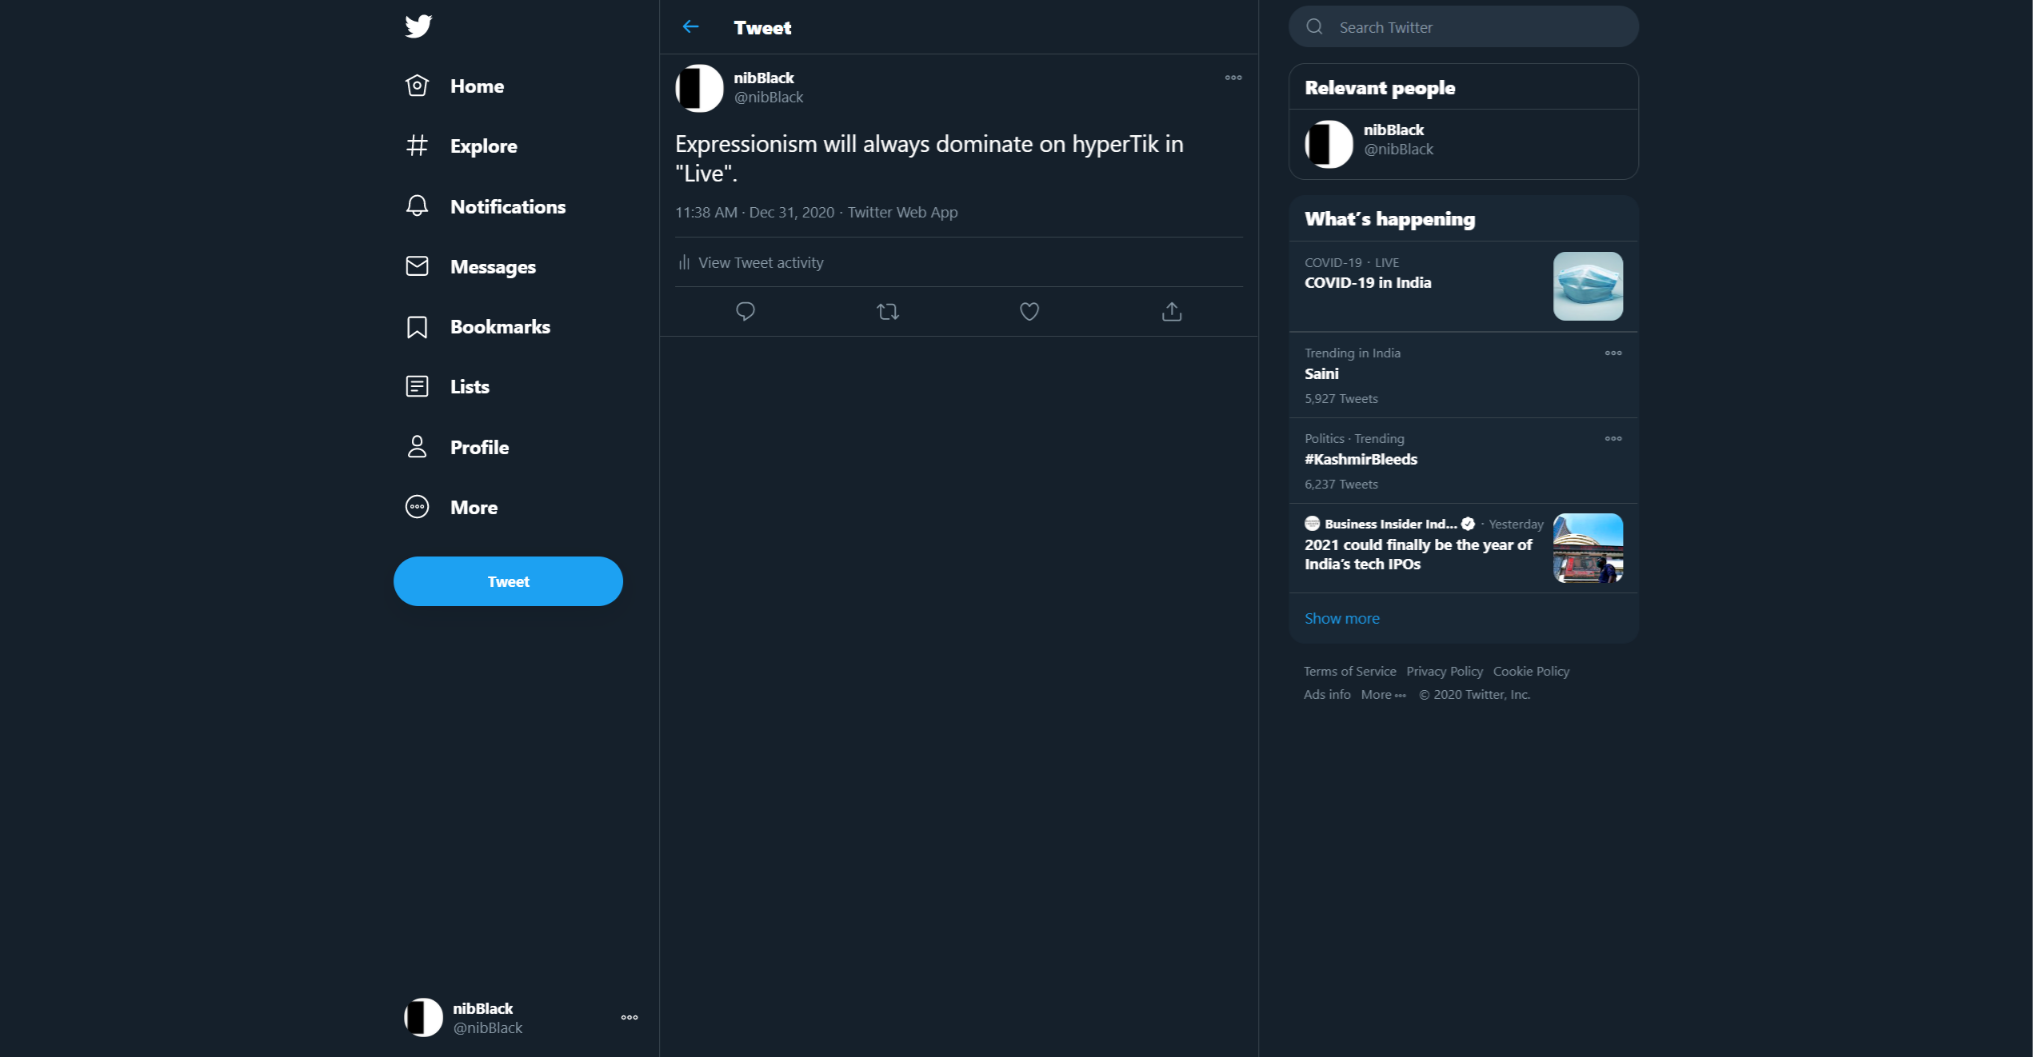 Home
Explore
Notifications
Messages
Bookmarks
Lists
Profile
More
Tweet
nibBlack
@nibBlack
Tweet
nibBlack
@nibBlack
Expressionism will always dominate on hyperTik in
"Live".
11:38 AM · Dec 31, 2020 · Twitter Web App
View Tweet activity
Search Twitter
Relevant people
nibBlack
@nibBlack
What's happening
COVID-19 · LIVE
COVID-19 in India
Trending in India
Saini
5,927 Tweets
Politics · Trending
#KashmirBleeds
6,237 Tweets
Business Insider Ind... · Yesterday
2021 could finally be the year of
India's tech IPOs
Show more
Terms of Service Privacy Policy Cookie Policy
Ads info More ··· © 2020 Twitter, Inc.